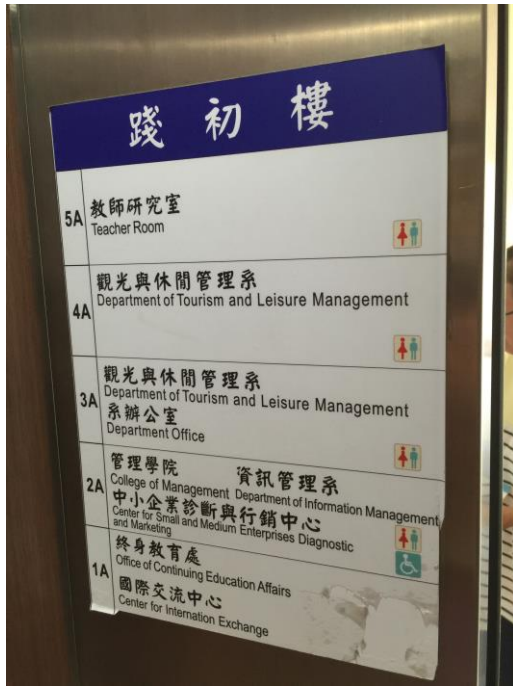 踐初樓
5A
教師研究室
Teacher Room
4A
觀光與休閒管理系
Department of Tourism and Leisure Management
3A
觀光與休閒管理系
Department of Tourism and Leisure Management
系辦公室
Department Office
2A
管理學院 資訊管理系
College of Management Department of Information Management
中小企業診斷與行銷中心
Center for Small and Medium Enterprises Diagnostic
and Marketing
1A
終身教育處
Office of Continuing Education Affairs
國際交流中心
Center for Internation Exchange